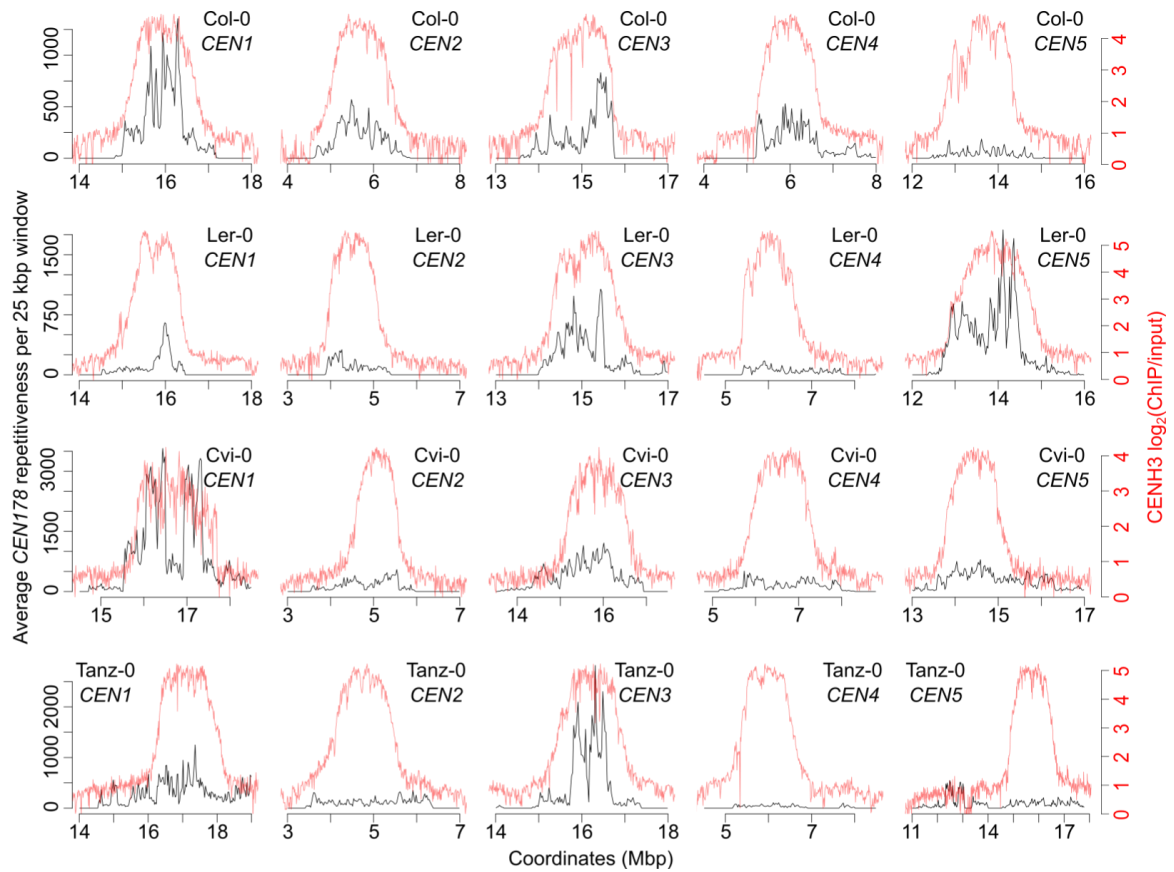 Average CEN178 repetitiveness per 25 kbp window
CENH3 log2(ChIP/input)
Col-0
CEN1
Col-0
CEN2
Col-0
CEN3
Col-0
CEN4
Col-0
CEN5
1000
500
0
4
3
2
1
0
14 16 18
4 6 8
13 15 17
4 6 8
12 14 16
Ler-0
CEN1
Ler-0
CEN2
Ler-0
CEN3
Ler-0
CEN4
Ler-0
CEN5
1500
750
0
5
4
3
2
1
0
14 16 18
3 5 7
13 15 17
5 7
13 15 17
Cvi-0
CEN1
Cvi-0
CEN2
Cvi-0
CEN3
Cvi-0
CEN4
Cvi-0
CEN5
3000
1500
0
4
3
2
1
0
15 16 17
3 5 7
14 15 16
5 7
13 15 17
Tanz-0
CEN1
Tanz-0
CEN2
Tanz-0
CEN3
Tanz-0
CEN4
Tanz-0
CEN5
2000
1000
0
5
4
3
2
1
0
14 16 18
3 5 7
14 16 18
5 7
11 14 17
Coordinates (Mbp)